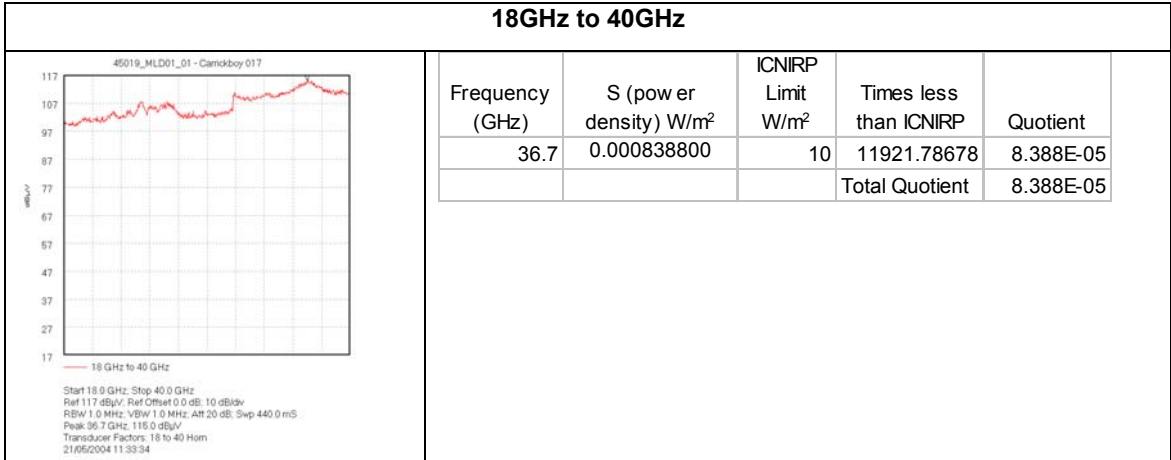 18GHz to 40GHz
45019_MLD01_01 - Carrickboy 017
117
107
97
87
77
67
57
47
37
27
17
dBµV
18 GHz to 40 GHz
Start 18.0 GHz; Stop 40.0 GHz
Ref 117 dBµV; Ref Offset 0.0 dB; 10 dB/div
RBW 1.0 MHz; VBW 1.0 MHz; Att 20 dB; Swp 440.0 mS
Peak 36.7 GHz, 115.0 dBµV
Transducer Factors: 18 to 40 Horn
21/05/2004 11:33:34
Frequency (GHz) S (pow er density) W/m² ICNIRP Limit W/m² Times less than ICNIRP Quotient
36.7 0.000838800 10 11921.78678 8.388E-05
Total Quotient 8.388E-05